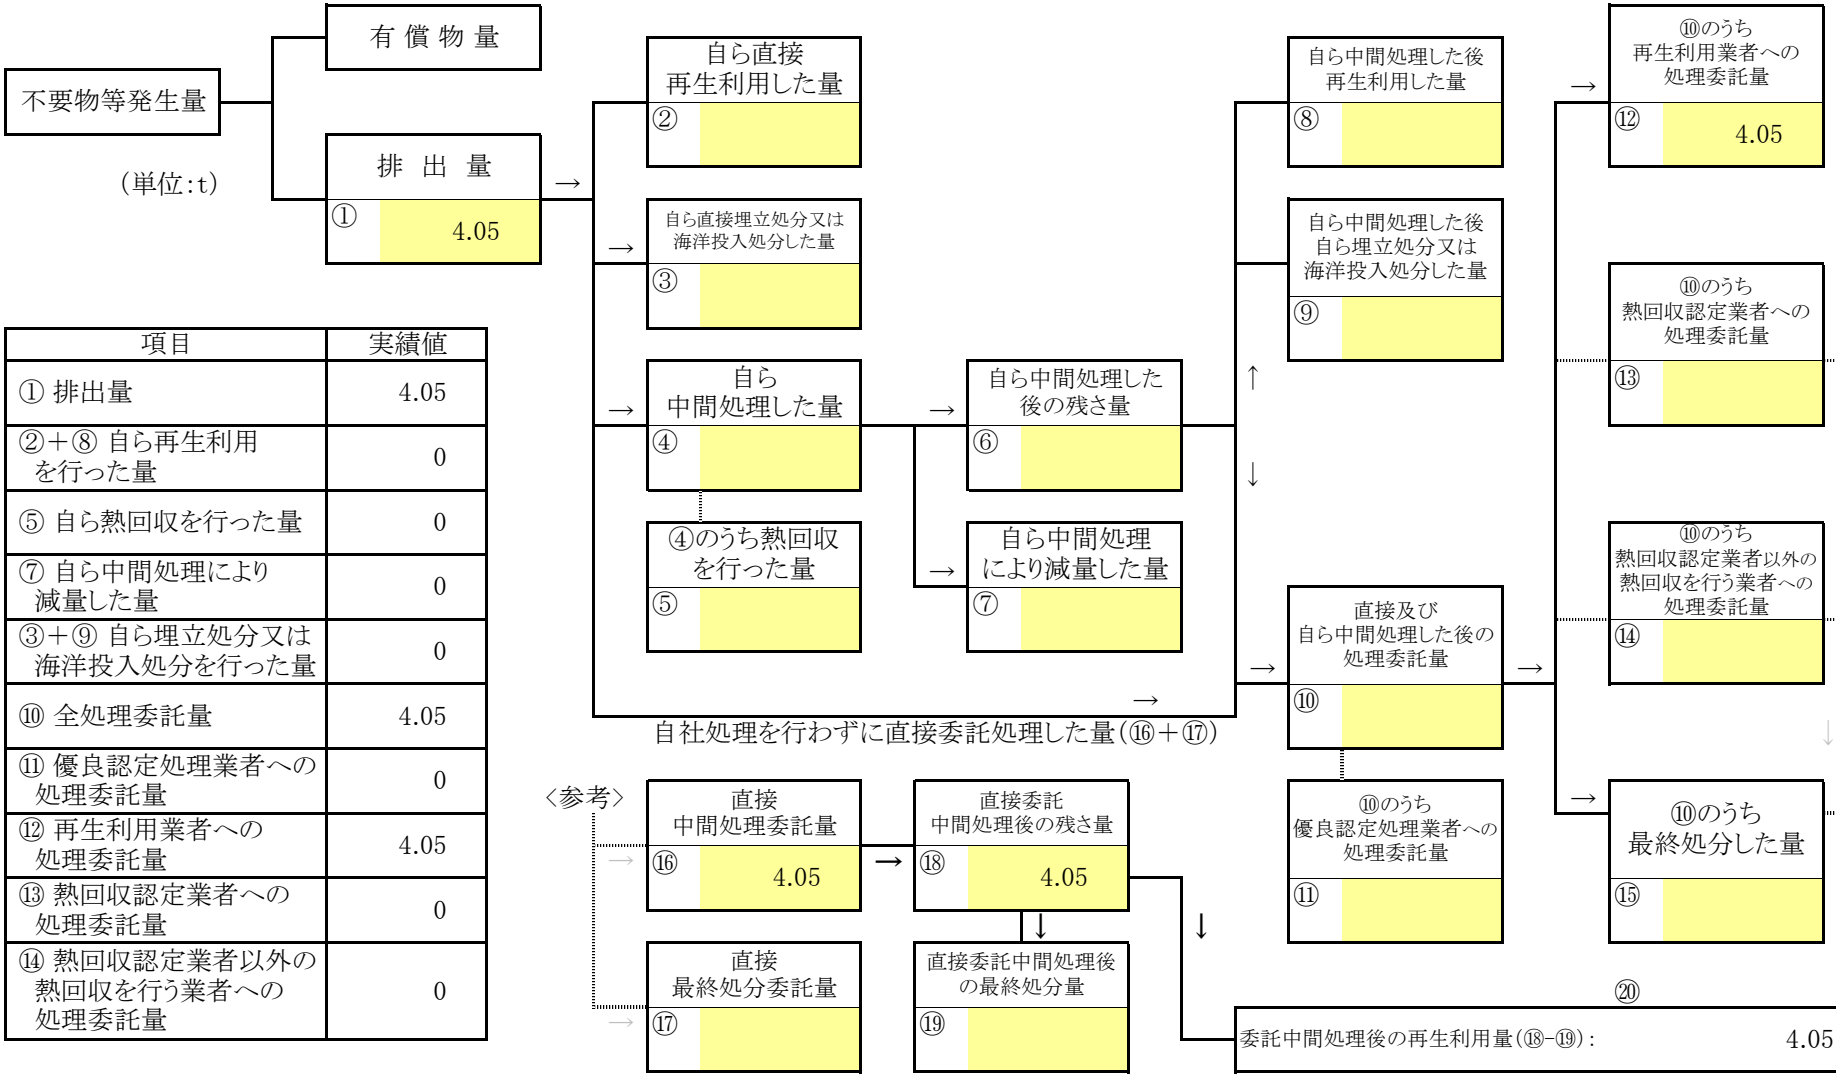 不要物等発生量
（単位：t）
有 償 物 量
排 出 量
①
4.05
→
自ら直接
再生利用した量
②
→
自ら直接埋立処分又は
海洋投入処分した量
③
→
自ら
中間処理した量
④
④のうち熱回収
を行った量
⑤
→
自ら中間処理した
後の残さ量
⑥
→
自ら中間処理
により減量した量
⑦
↑
↓
自ら中間処理した後
再生利用した量
⑧
自ら中間処理した後
自ら埋立処分又は
海洋投入処分した量
⑨
→
自社処理を行わずに直接委託処理した量（⑯＋⑰）
→
直接及び
自ら中間処理した後の
処理委託量
⑩
⑩のうち
優良認定処理業者への
処理委託量
⑪
→
→
⑩のうち
再生利用業者への
処理委託量
⑫
4.05
⑩のうち
熱回収認定業者への
処理委託量
⑬
⑩のうち
熱回収認定業者以外の
熱回収を行う業者への
処理委託量
⑭
↓
→
⑩のうち
最終処分した量
⑮
項目 実績値
① 排出量 4.05
②＋⑧ 自ら再生利用
を行った量 0
⑤ 自ら熱回収を行った量 0
⑦ 自ら中間処理により
減量した量 0
③＋⑨ 自ら埋立処分又は
海洋投入処分を行った量 0
⑩ 全処理委託量 4.05
⑪ 優良認定処理業者への
処理委託量 0
⑫ 再生利用業者への
処理委託量 4.05
⑬ 熱回収認定業者への
処理委託量 0
⑭ 熱回収認定業者以外の
熱回収を行う業者への
処理委託量 0
〈参考〉
→
直接
中間処理委託量
⑯
4.05
→
直接委託
中間処理後の残さ量
⑱
4.05
↓
↓
→
直接
最終処分委託量
⑰
直接委託中間処理後
の最終処分量
⑲
⑳
委託中間処理後の再生利用量（⑱-⑲）： 4.05